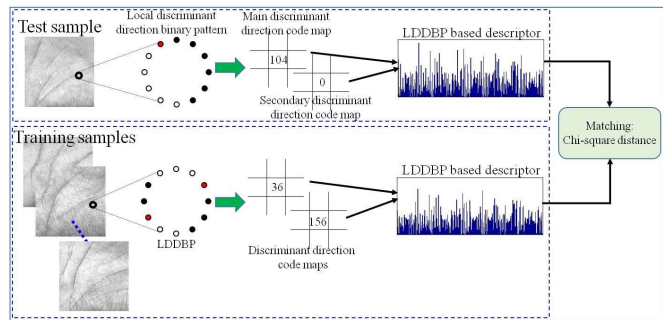 Test sample
Local discriminant
direction binary pattern
Main discriminant
direction code map
104
0
Secondary discriminant
direction code map
LDDBP based descriptor
Matching:
Chi-square distance
Training samples
LDDBP
36
156
Discriminant direction
code maps
LDDBP based descriptor